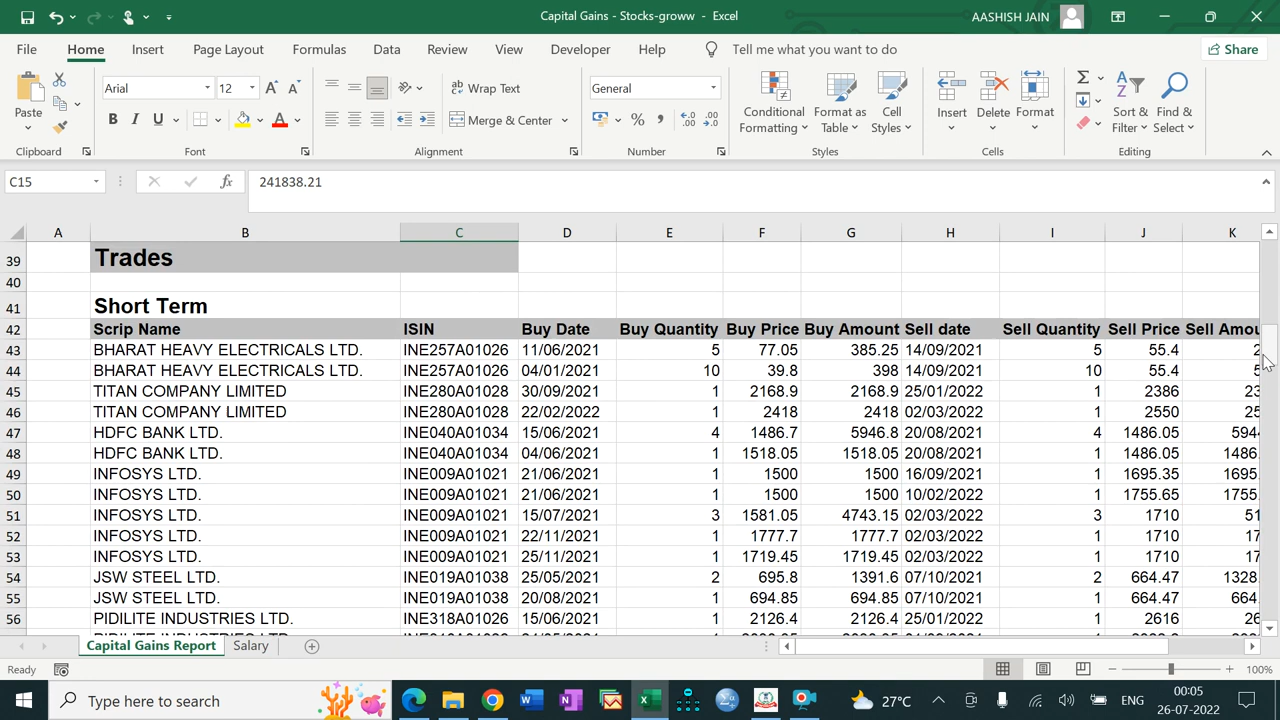 Capital Gains - Stocks-groww - Excel
AASHISH JAIN
File Home Insert Page Layout Formulas Data Review View Developer Help Tell me what you want to do Share
Paste
Arial 12
B I U
Wrap Text
Merge & Center
General
% ,
Conditional Formatting
Format as Table
Cell Styles
Insert Delete Format
Sort & Filter
Find & Select
Clipboard Font Alignment Number Styles Cells Editing
C15 fx 241838.21
A B C D E F G H I J K
39 Trades
40
41 Short Term
42 Scrip Name ISIN Buy Date Buy Quantity Buy Price Buy Amount Sell date Sell Quantity Sell Price Sell Amou
43 BHARAT HEAVY ELECTRICALS LTD. INE257A01026 11/06/2021 5 77.05 385.25 14/09/2021 5 55.4 2
44 BHARAT HEAVY ELECTRICALS LTD. INE257A01026 04/01/2021 10 39.8 398 14/09/2021 10 55.4 5
45 TITAN COMPANY LIMITED INE280A01028 30/09/2021 1 2168.9 2168.9 25/01/2022 1 2386 23
46 TITAN COMPANY LIMITED INE280A01028 22/02/2022 1 2418 2418 02/03/2022 1 2550 25
47 HDFC BANK LTD. INE040A01034 15/06/2021 4 1486.7 5946.8 20/08/2021 4 1486.05 594
48 HDFC BANK LTD. INE040A01034 04/06/2021 1 1518.05 1518.05 20/08/2021 1 1486.05 1486
49 INFOSYS LTD. INE009A01021 21/06/2021 1 1500 1500 16/09/2021 1 1695.35 1695
50 INFOSYS LTD. INE009A01021 21/06/2021 1 1500 1500 10/02/2022 1 1755.65 1755
51 INFOSYS LTD. INE009A01021 15/07/2021 3 1581.05 4743.15 02/03/2022 3 1710 51
52 INFOSYS LTD. INE009A01021 22/11/2021 1 1777.7 1777.7 02/03/2022 1 1710 17
53 INFOSYS LTD. INE009A01021 25/11/2021 1 1719.45 1719.45 02/03/2022 1 1710 17
54 JSW STEEL LTD. INE019A01038 25/05/2021 2 695.8 1391.6 07/10/2021 2 664.47 1328
55 JSW STEEL LTD. INE019A01038 20/08/2021 1 694.85 694.85 07/10/2021 1 664.47 664
56 PIDILITE INDUSTRIES LTD. INE318A01026 15/06/2021 1 2126.4 2126.4 25/01/2022 1 2616 26
Capital Gains Report Salary
Ready 100%
Type here to search 27°C ENG 00:05
26-07-2022